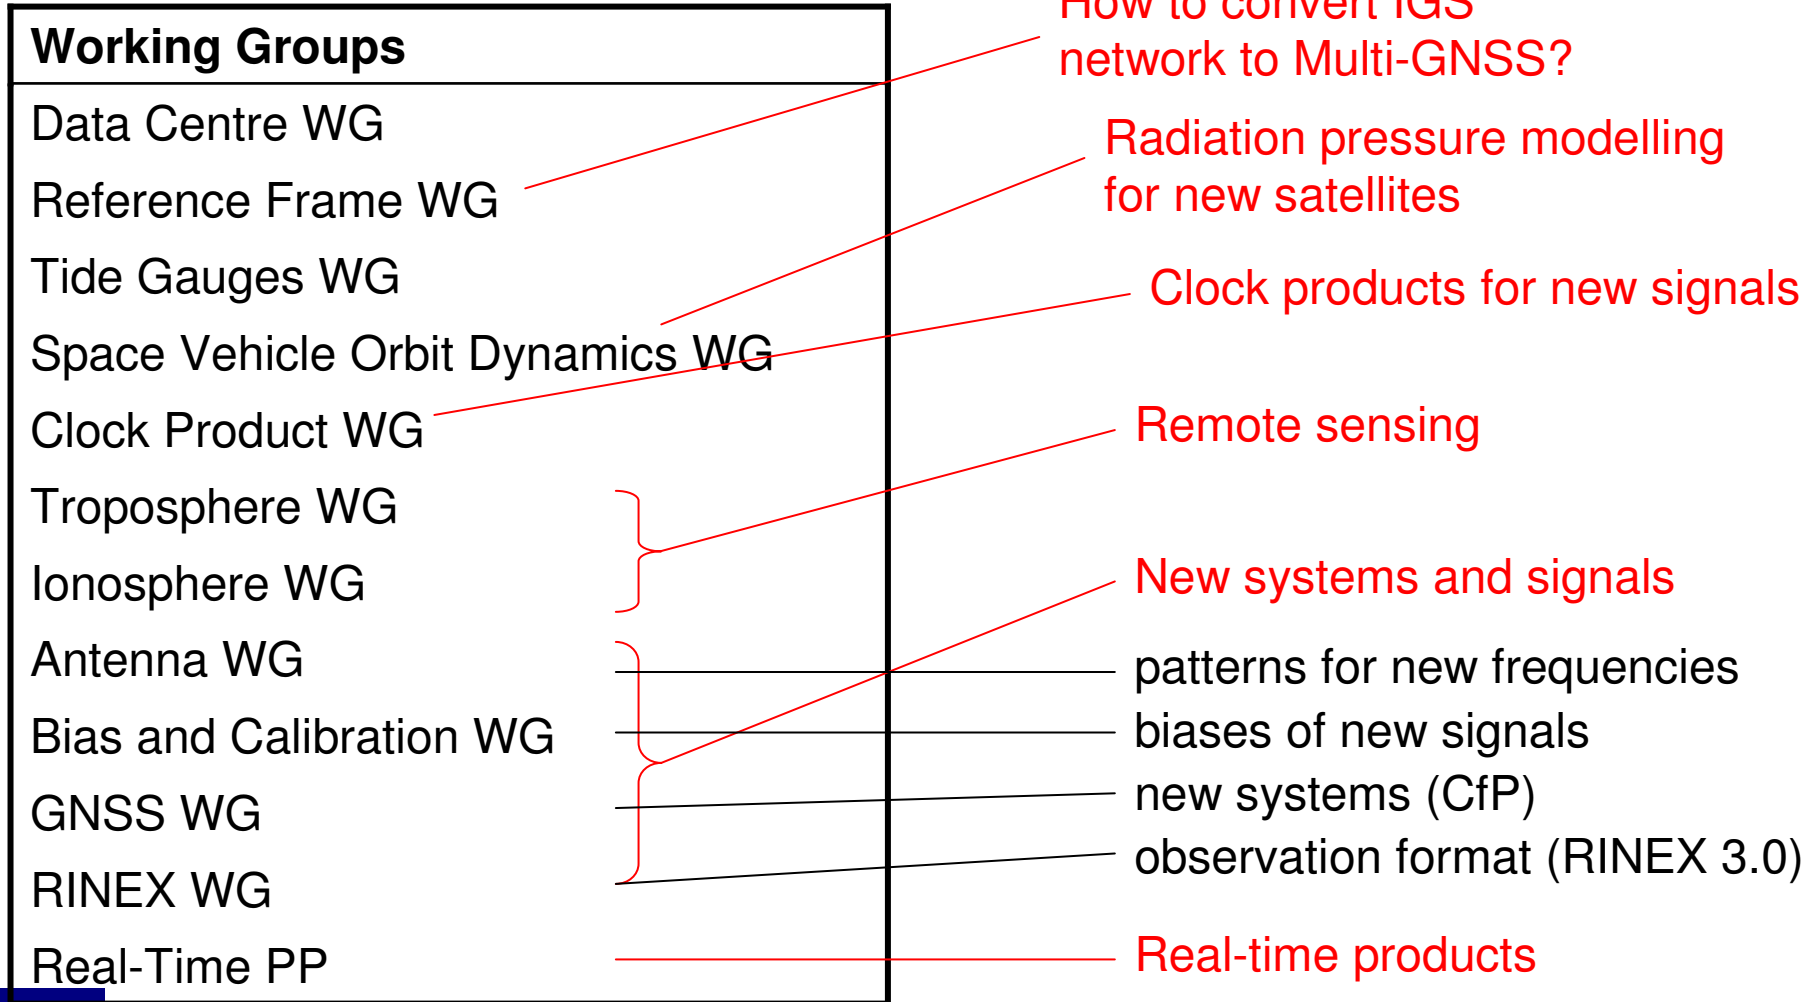 Working Groups
Data Centre WG
Reference Frame WG
Tide Gauges WG
Space Vehicle Orbit Dynamics WG
Clock Product WG
Troposphere WG
Ionosphere WG
Antenna WG
Bias and Calibration WG
GNSS WG
RINEX WG
Real-Time PP
How to convert IGS
network to Multi-GNSS?
Radiation pressure modelling
for new satellites
Clock products for new signals
Remote sensing
New systems and signals
patterns for new frequencies
biases of new signals
new systems (CfP)
observation format (RINEX 3.0)
Real-time products